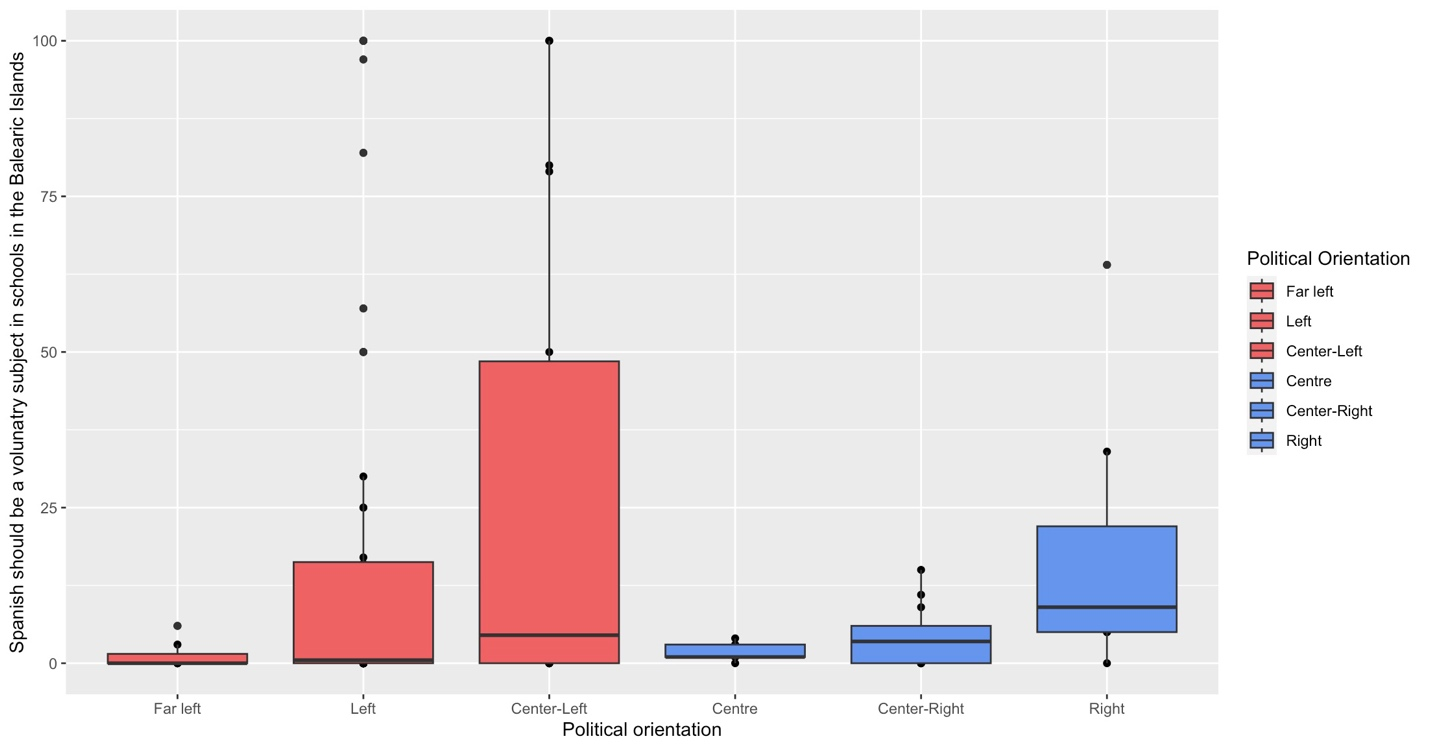 Spanish should be a volunatry subject in schools in the Balearic Islands
100
75
50
25
0
Far left
Left
Center-Left
Centre
Center-Right
Right
Political orientation
Political Orientation
Far left
Left
Center-Left
Centre
Center-Right
Right